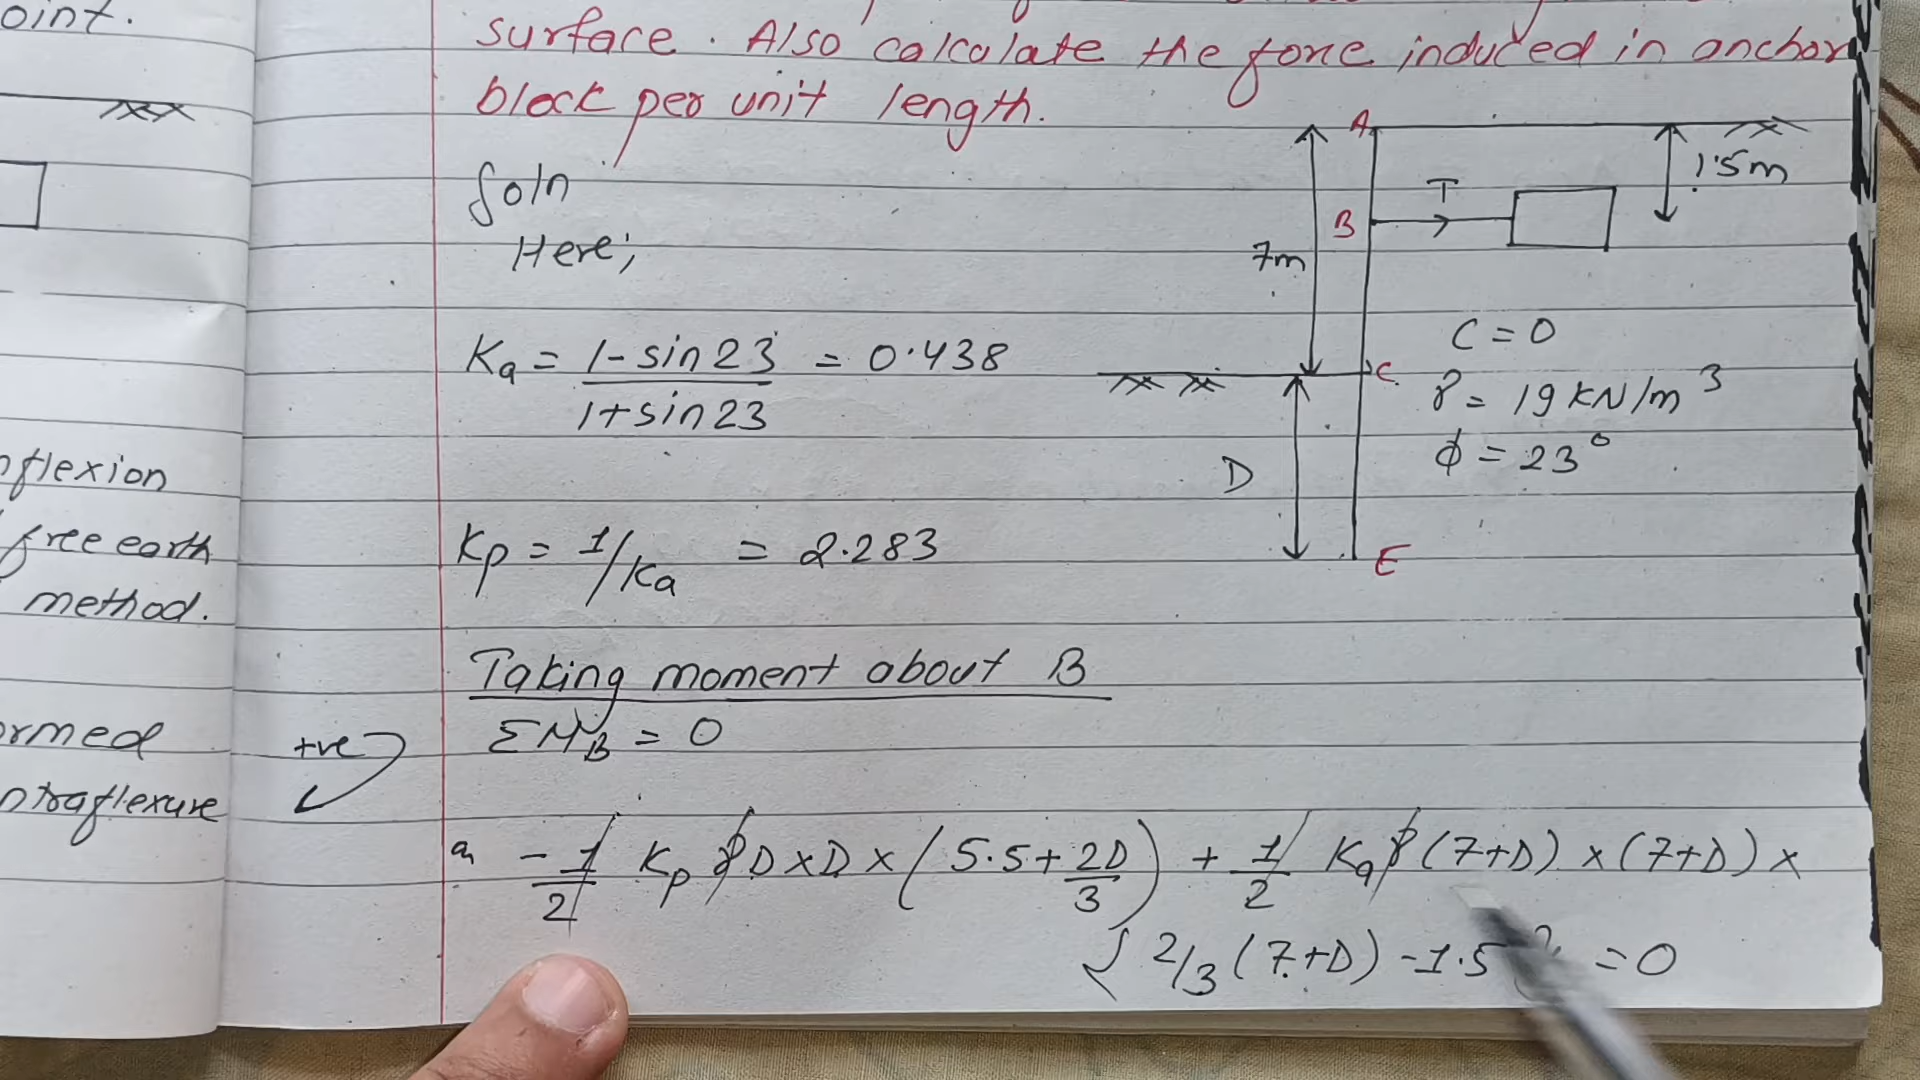 oint.
flexion
free earth
method.
ormed
ntraflexure
surface. Also calculate the force induced in anchor
block per unit length.
Soln
Here;
Ka = 1-sin23 / 1+sin23 = 0.438
Kp = 1/Ka = 2.283
A
B
T
1.5m
7m
C
D
E
C = 0
γ = 19 KN/m³
ϕ = 23°
Taking moment about B
+ve
ΣM_B = 0
a, -1/2 Kp γD×D×(5.5+2D/3) + 1/2 Kaγ(7+D)×(7+D)×
{2/3(7+D)-1.5} = 0